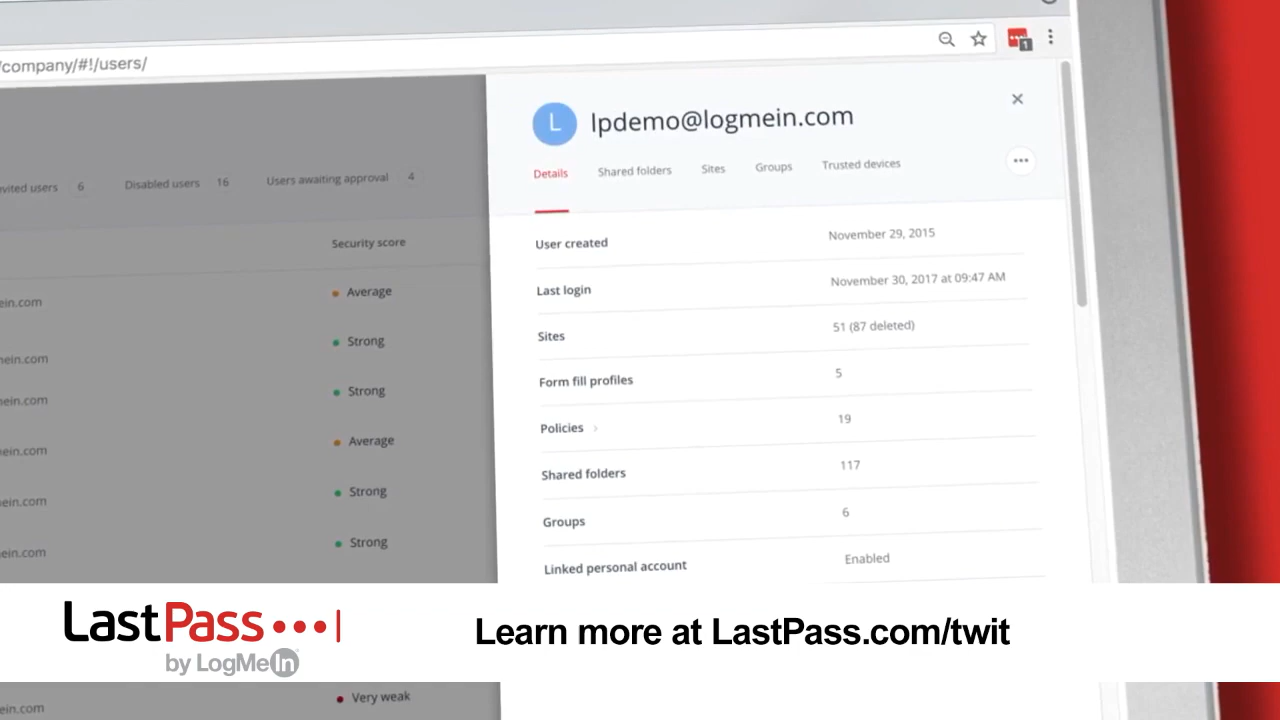 /company/#!/users/
1
L
lpdemo@logmein.com
Details Shared folders Sites Groups Trusted devices
users 6 Disabled users 16 Users awaiting approval 4
Security score
User created November 29, 2015
Last login November 30, 2017 at 09:47 AM
Sites 51 (87 deleted)
Form fill profiles 5
Policies > 19
Shared folders 117
Groups 6
Linked personal account Enabled
ein.com Average
mein.com Strong
mein.com Strong
mein.com Average
mein.com Strong
ein.com Strong
LastPass
by LogMeIn®
Learn more at LastPass.com/twit
ein.com Very weak